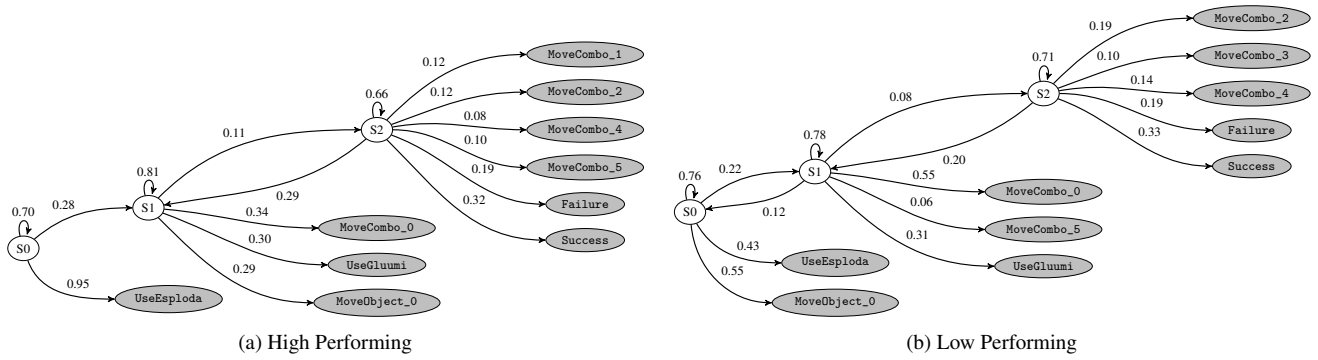 0.12
MoveCombo_1
0.12
MoveCombo_2
0.66
S2
0.08
MoveCombo_4
0.10
MoveCombo_5
0.19
Failure
0.32
Success
0.11
0.29
0.81
S1
0.34
MoveCombo_0
0.30
UseGluumi
0.29
MoveObject_0
0.70
S0
0.28
0.95
UseEsploda
(a) High Performing
0.19
MoveCombo_2
0.10
MoveCombo_3
0.71
S2
0.14
MoveCombo_4
0.19
Failure
0.33
Success
0.08
0.20
0.78
S1
0.55
MoveCombo_0
0.06
MoveCombo_5
0.31
UseGluumi
0.76
S0
0.22
0.12
0.43
UseEsploda
0.55
MoveObject_0
(b) Low Performing